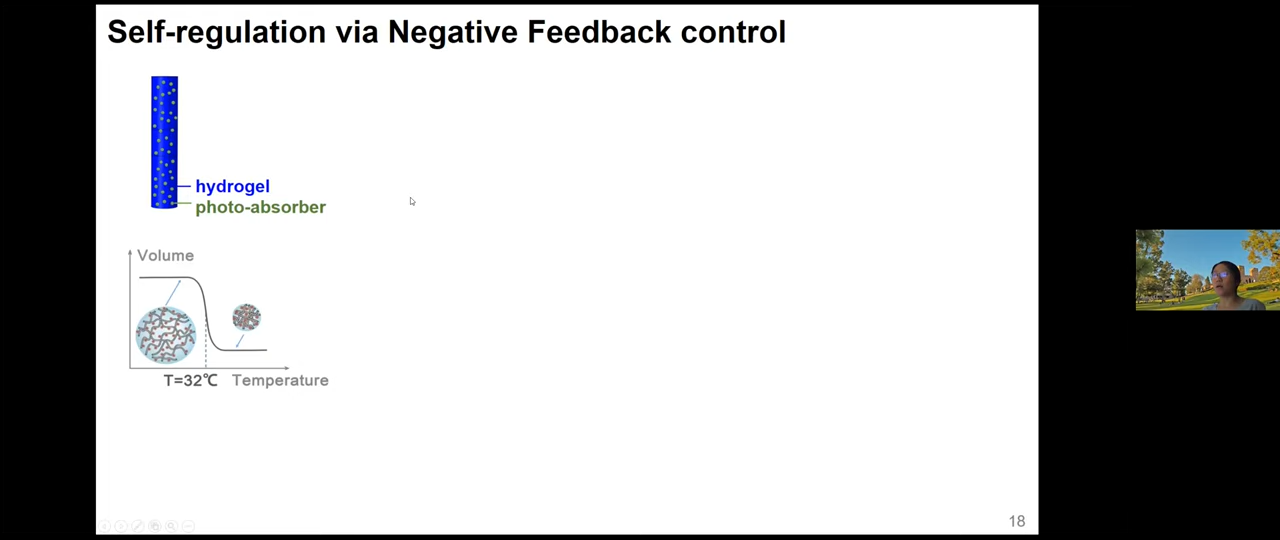 Self-regulation via Negative Feedback control
hydrogel
photo-absorber
Volume
T=32℃ Temperature
18